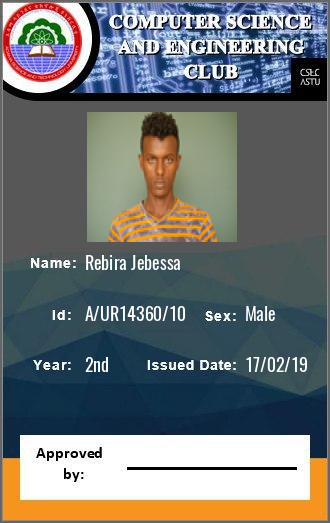 COMPUTER SCIENCE
AND ENGINEERING
CLUB
CSEC
ASTU
Name: Rebira Jebessa
Id: A/UR14360/10 Sex: Male
Year: 2nd Issued Date: 17/02/19
Approved
by: